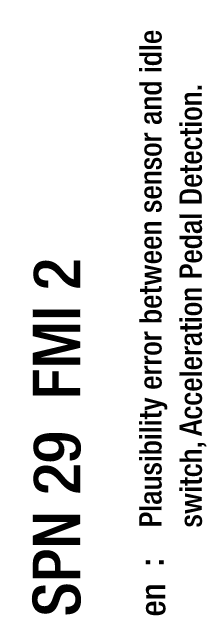 SPN 29 FMI 2
en : Plausibility error between sensor and idle
switch, Acceleration Pedal Detection.